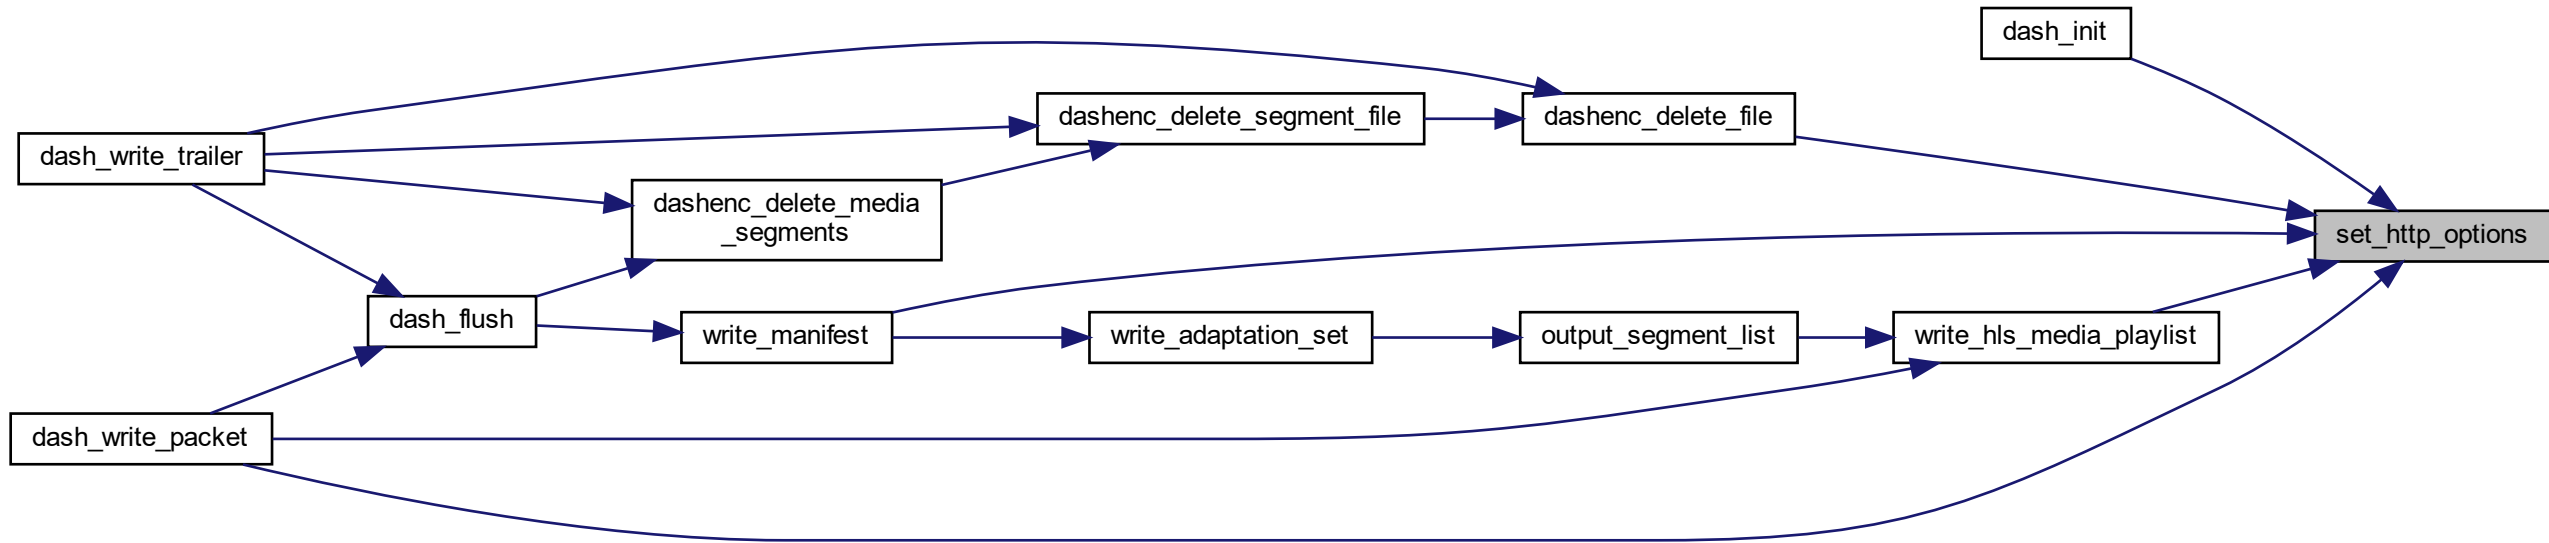 dash_init
dashenc_delete_segment_file
dashenc_delete_file
dash_write_trailer
dashenc_delete_media
_segments
set_http_options
dash_flush
write_manifest
write_adaptation_set
output_segment_list
write_hls_media_playlist
dash_write_packet